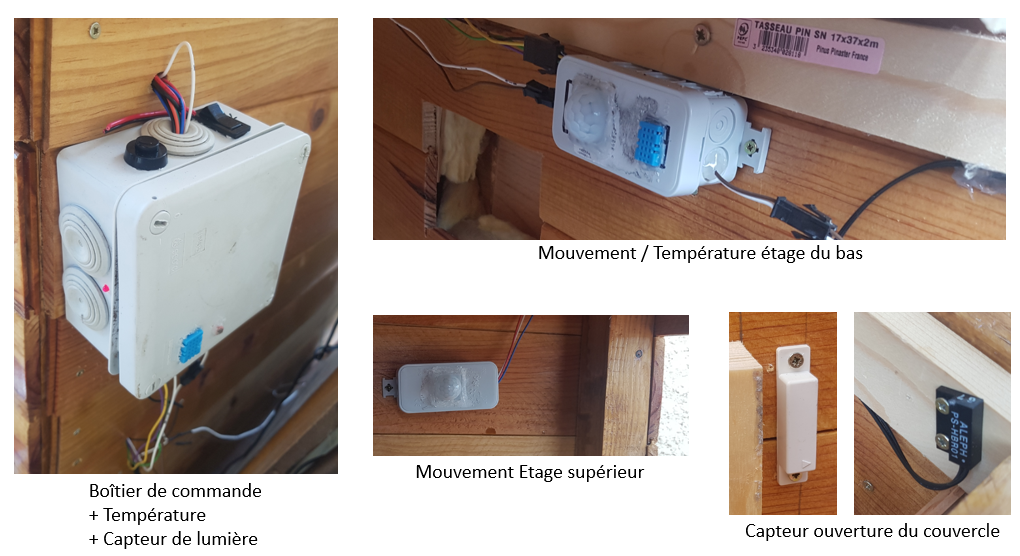 TASSEAU PIN SN 17x37x2m
Pinus Pinaster France
Mouvement / Température étage du bas
Mouvement Etage supérieur
ALEPH
PS-HBR01
Boîtier de commande
+ Température
+ Capteur de lumière
Capteur ouverture du couvercle